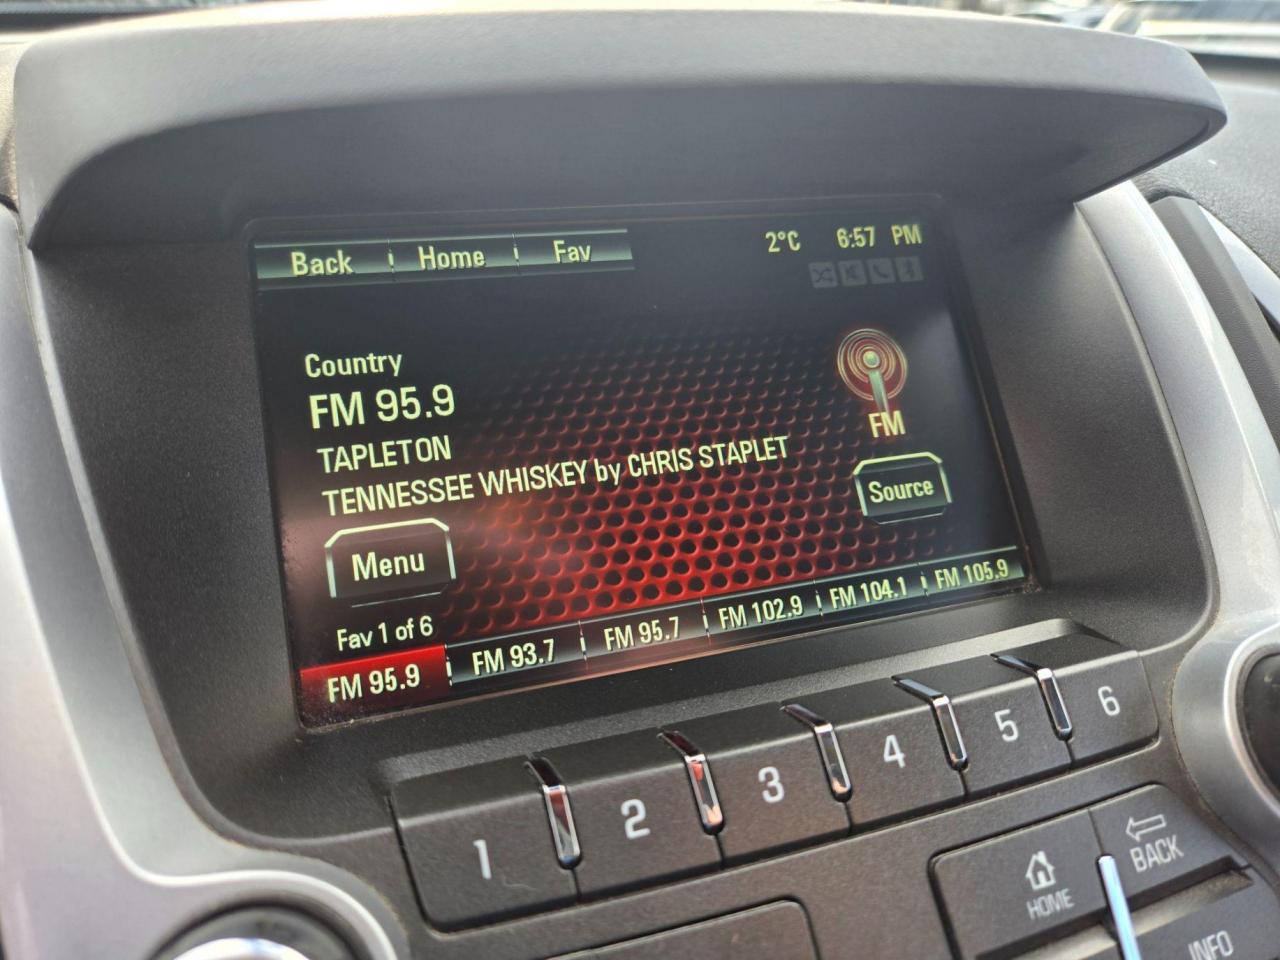 Back Home Fav
2°C 6:57 PM
Country
FM 95.9
TAPLETON
TENNESSEE WHISKEY by CHRIS STAPLET
FM
Source
Menu
Fav 1 of 6
FM 95.9 FM 93.7 FM 95.7 FM 102.9 FM 104.1 FM 105.9
1 2 3 4 5 6
HOME
BACK
INFO